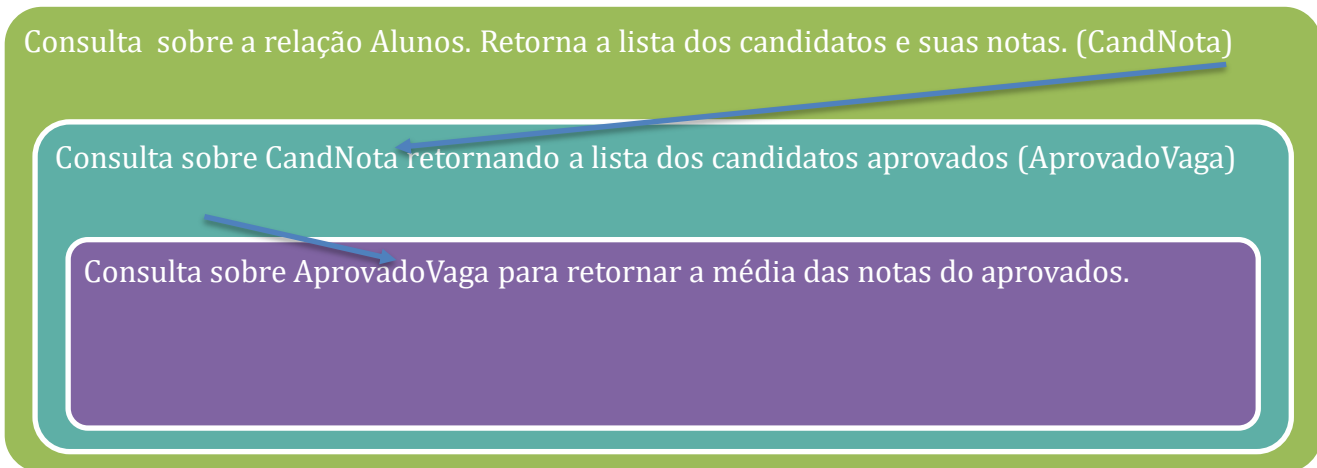 Consulta  sobre a relação Alunos. Retorna a lista dos candidatos e suas notas. (CandNota)
Consulta sobre CandNota retornando a lista dos candidatos aprovados (AprovadoVaga)
Consulta sobre AprovadoVaga para retornar a média das notas do aprovados.